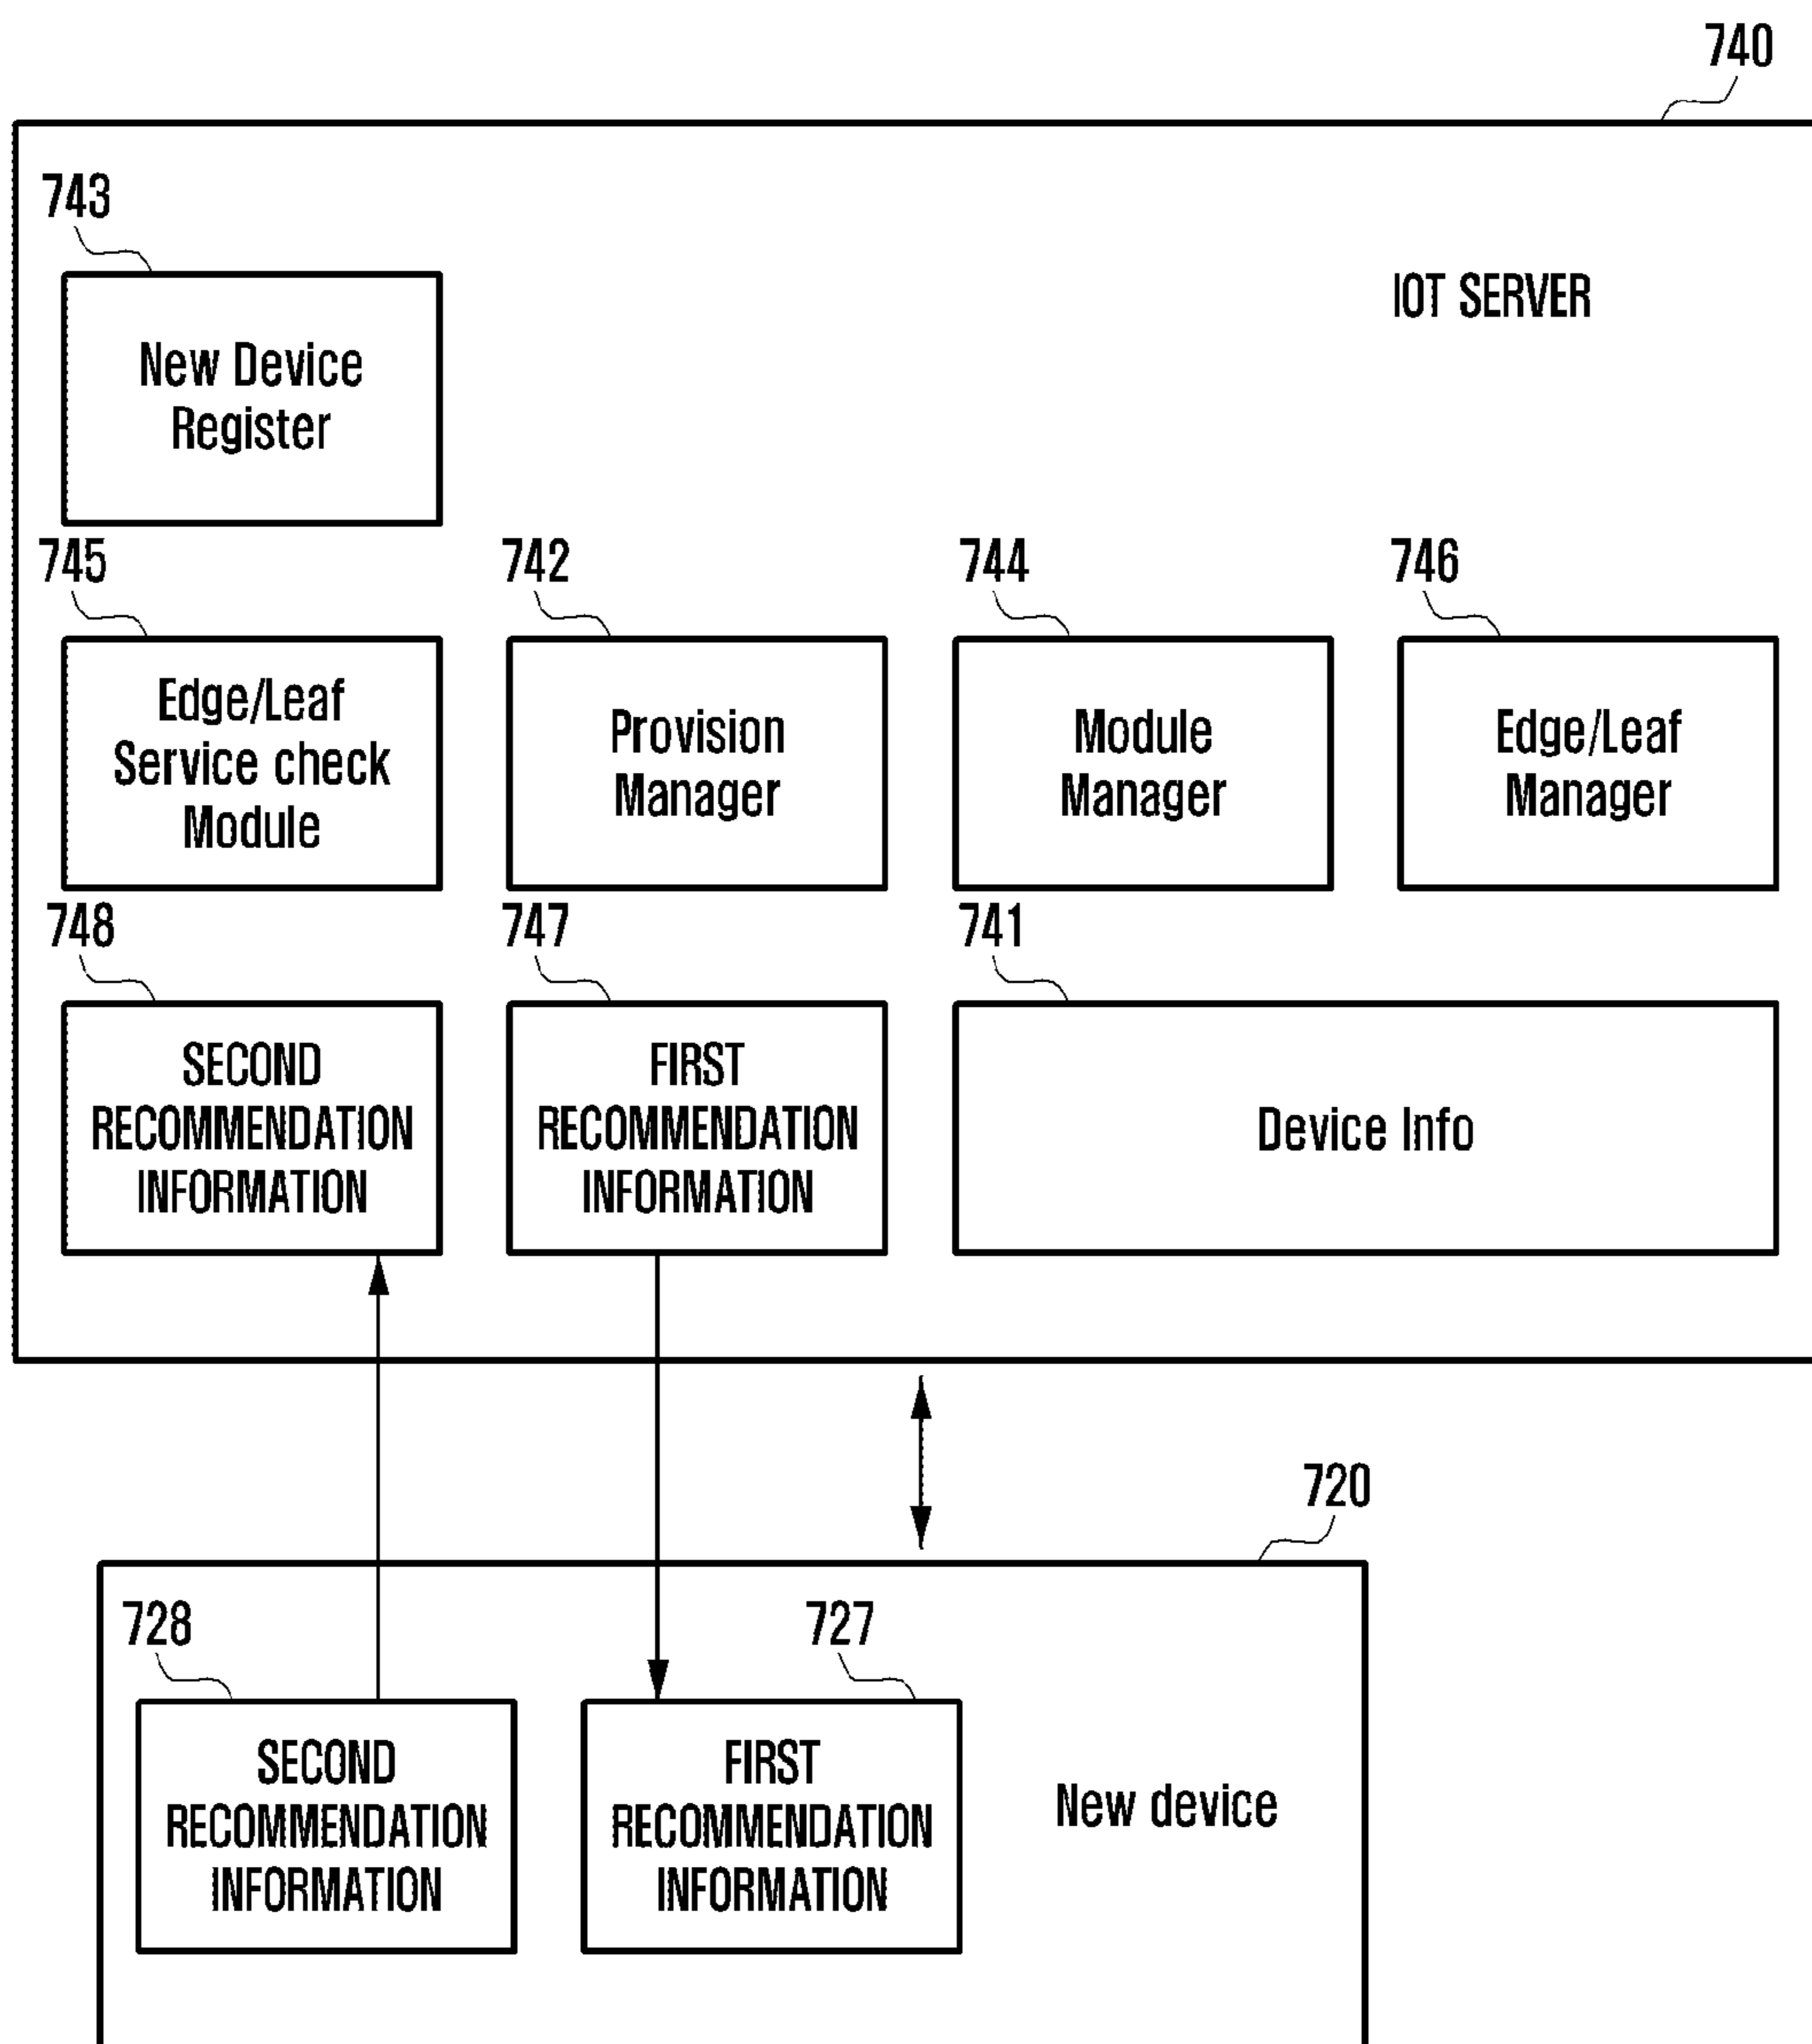 740
743
IOT SERVER
New Device
Register
745
742
744
746
Edge/Leaf
Service check
Module
Provision
Manager
Module
Manager
Edge/Leaf
Manager
748
747
741
SECOND
RECOMMENDATION
INFORMATION
FIRST
RECOMMENDATION
INFORMATION
Device Info
720
728
727
SECOND
RECOMMENDATION
INFORMATION
FIRST
RECOMMENDATION
INFORMATION
New device